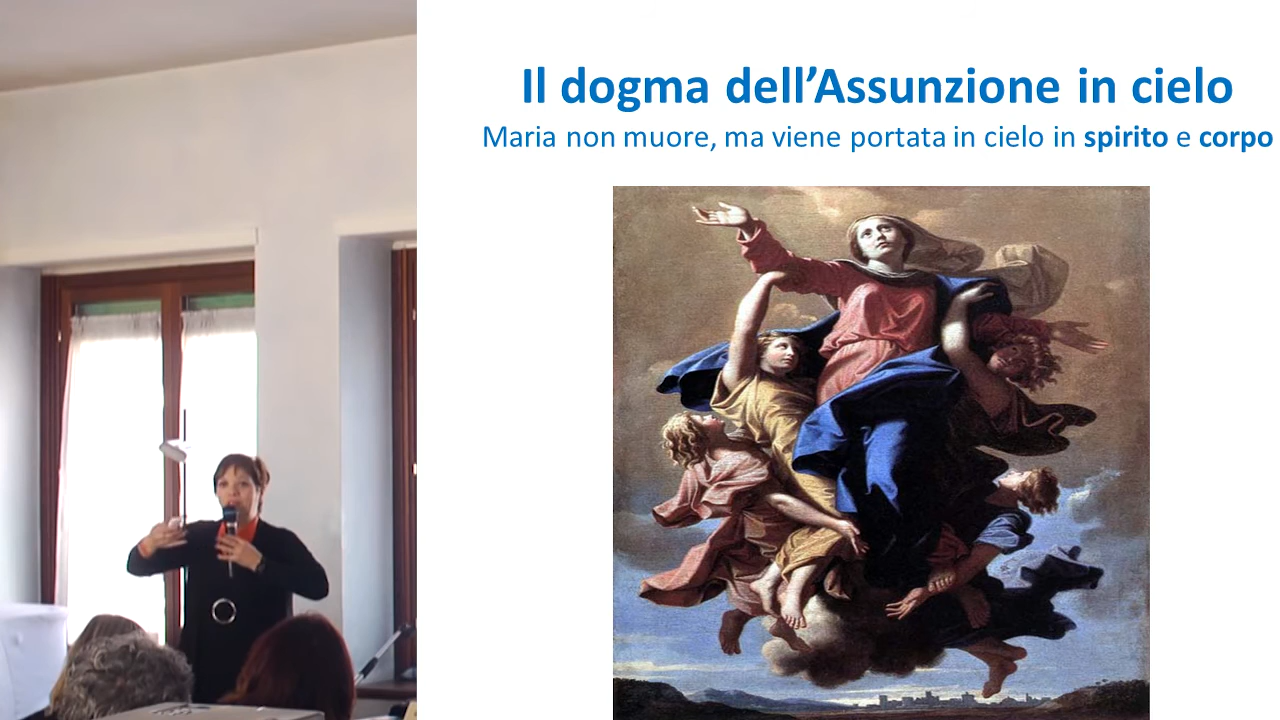 Il dogma dell’Assunzione in cielo
Maria non muore, ma viene portata in cielo in spirito e corpo